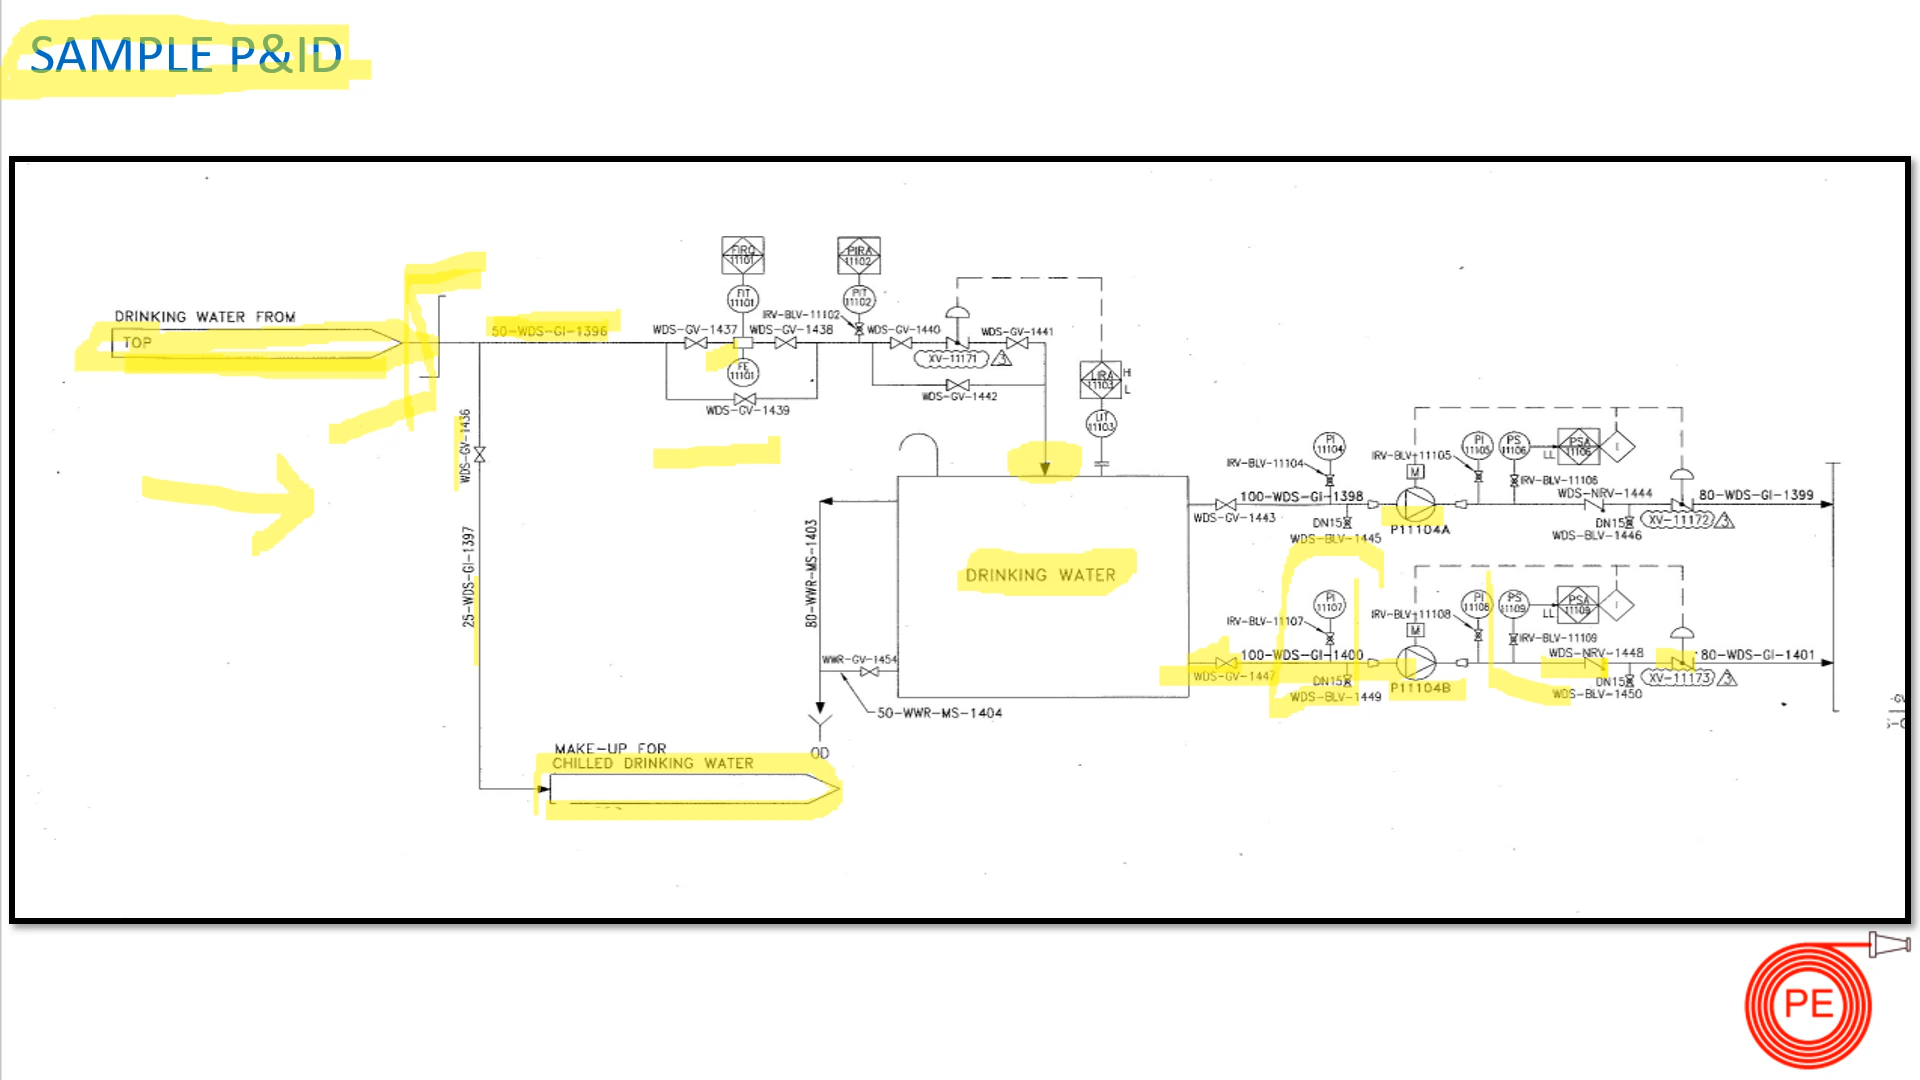 SAMPLE P&ID
FIRQ
11101
PIRA
11102
FIT
11101
PIT
11102
IRV-BLV-11102
DRINKING WATER FROM
TOP
50-WDS-GI-1396
WDS-GV-1437
WDS-GV-1438
WDS-GV-1440
WDS-GV-1441
XV-11171
3
FE
11101
LIRA
11103
H
L
WDS-GV-1442
WDS-GV-1439
LIT
11103
WDS-GV-1436
25-WDS-GI-1397
80-WWR-MS-1403
DRINKING WATER
WWR-GV-1454
50-WWR-MS-1404
OD
MAKE-UP FOR
CHILLED DRINKING WATER
PI
11104
IRV-BLV-11104
100-WDS-GI-1398
WDS-GV-1443
DN15
WDS-BLV-1445
M
P11104A
PI
11105
IRV-BLV-11105
PS
11106
LL
PSA
11106
I
IRV-BLV-11106
WDS-NRV-1444
DN15
WDS-BLV-1446
XV-11172
3
80-WDS-GI-1399
PI
11107
IRV-BLV-11107
100-WDS-GI-1400
WDS-GV-1447
DN15
WDS-BLV-1449
M
P11104B
PI
11108
IRV-BLV-11108
PS
11109
LL
PSA
11109
I
IRV-BLV-11109
WDS-NRV-1448
DN15
WDS-BLV-1450
XV-11173
3
80-WDS-GI-1401
PE